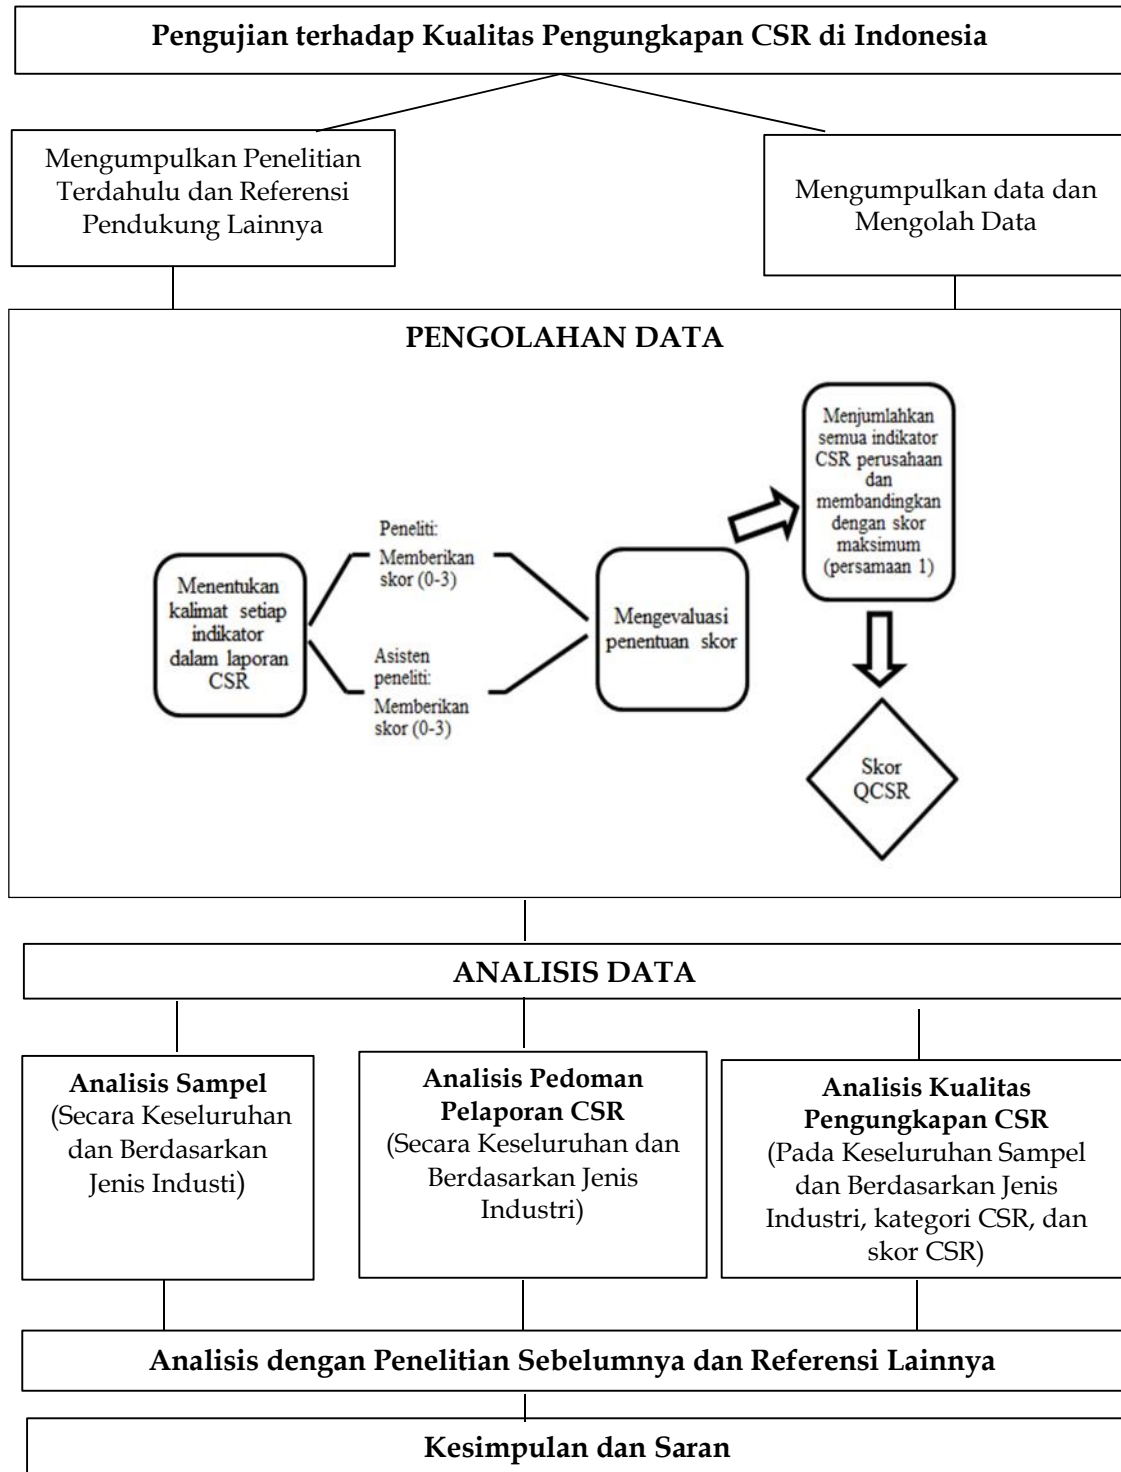 Pengujian terhadap Kualitas Pengungkapan CSR di Indonesia
Mengumpulkan Penelitian
Terdahulu dan Referensi
Pendukung Lainnya
Mengumpulkan data dan
Mengolah Data
PENGOLAHAN DATA
Menentukan
kalimat setiap
indikator
dalam laporan
CSR
Peneliti:
Memberikan
skor (0-3)
Asisten
peneliti:
Memberikan
skor (0-3)
Mengevaluasi
penentuan skor
Menjumlahkan
semua indikator
CSR perusahaan
dan
membandingkan
dengan skor
maksimum
(persamaan 1)
Skor
QCSR
ANALISIS DATA
Analisis Sampel
(Secara Keseluruhan
dan Berdasarkan
Jenis Industi)
Analisis Pedoman
Pelaporan CSR
(Secara Keseluruhan dan
Berdasarkan Jenis
Industri)
Analisis Kualitas
Pengungkapan CSR
(Pada Keseluruhan Sampel
dan Berdasarkan Jenis
Industri, kategori CSR, dan
skor CSR)
Analisis dengan Penelitian Sebelumnya dan Referensi Lainnya
Kesimpulan dan Saran